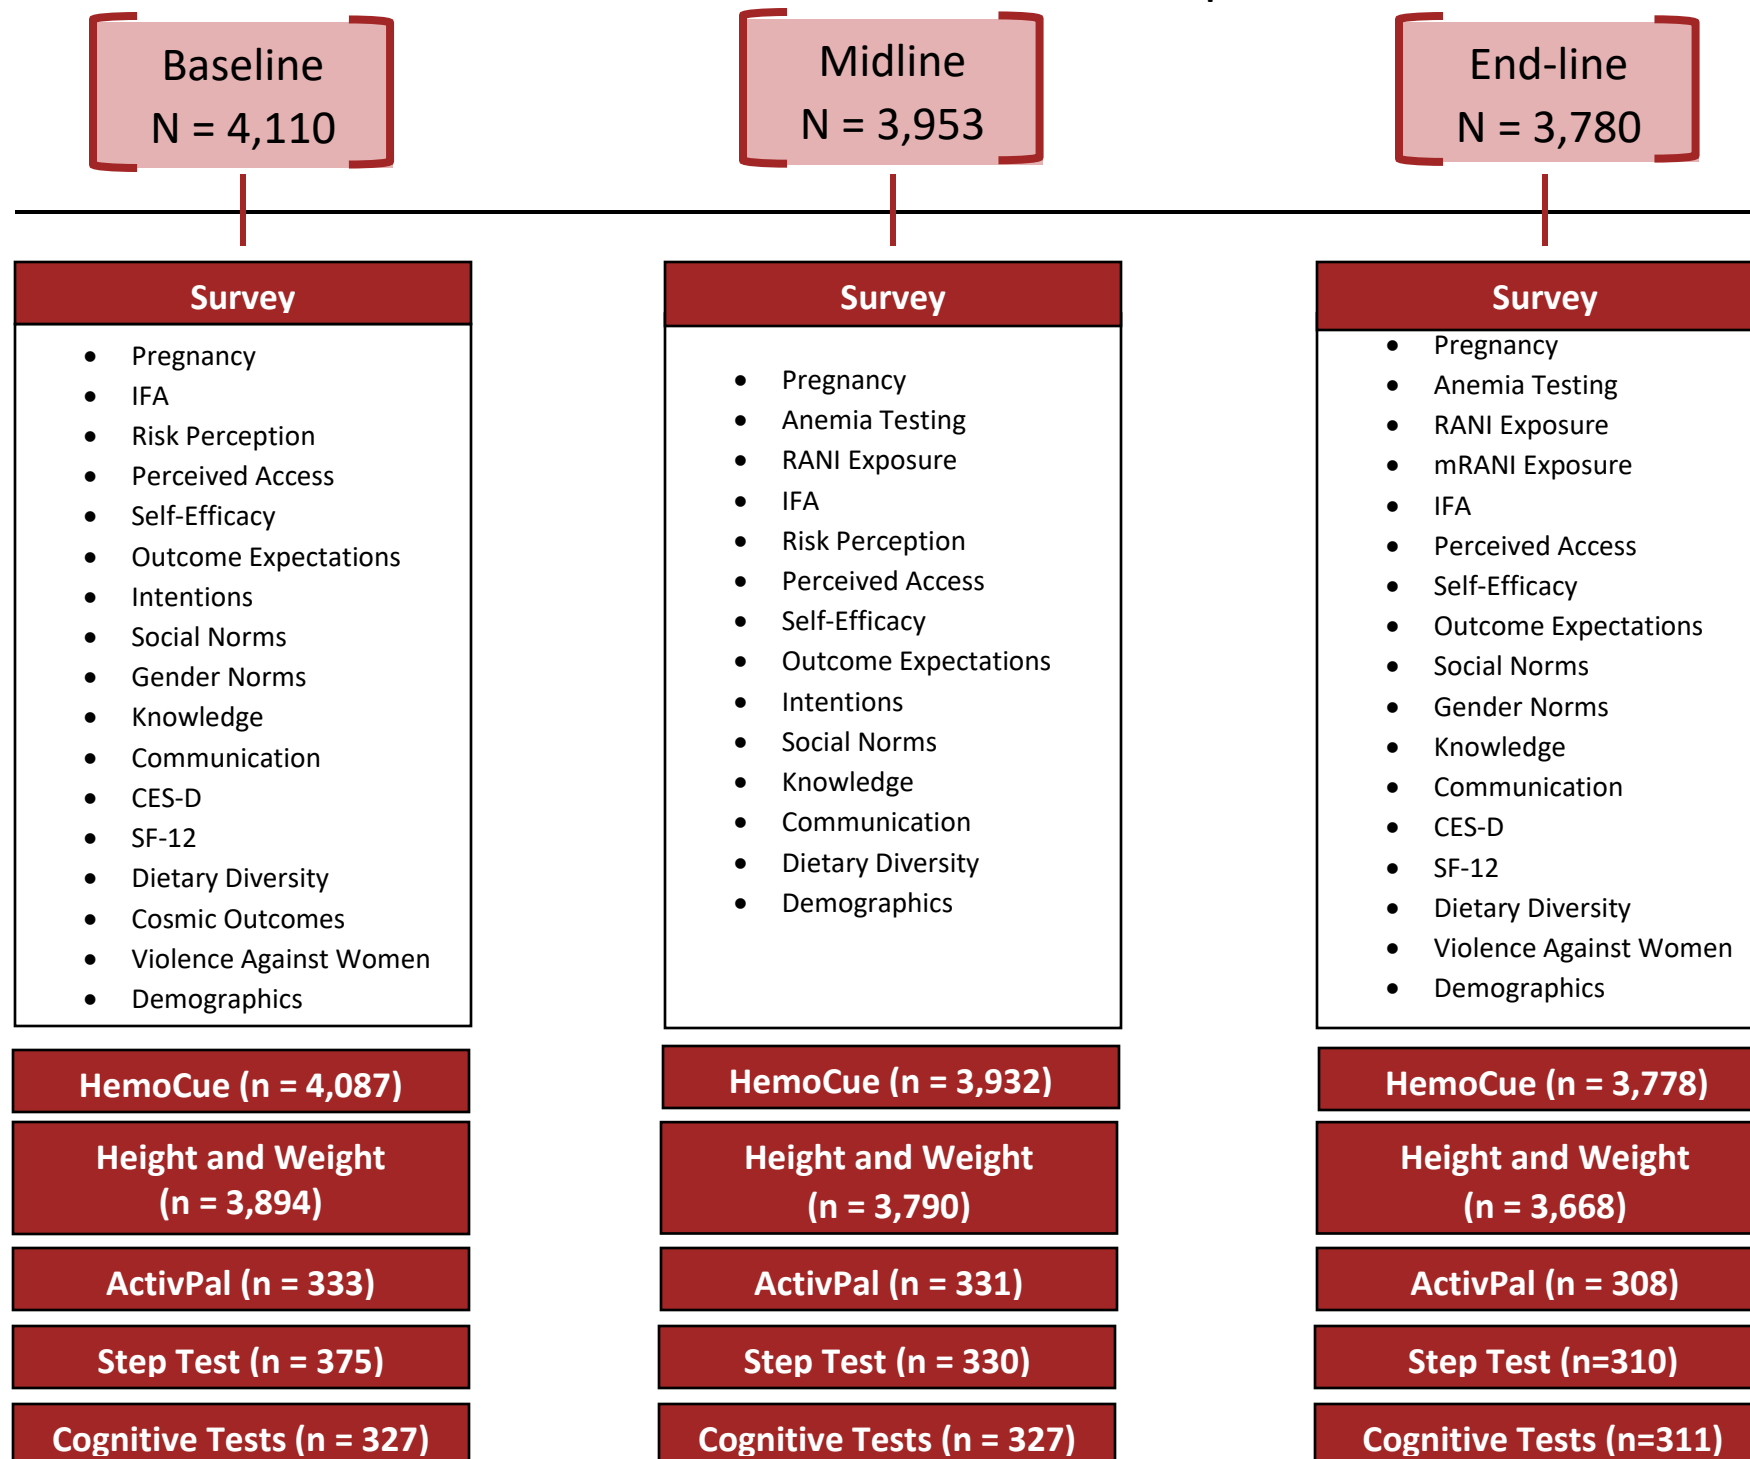 Baseline
N = 4,110
Survey
• Pregnancy
• IFA
• Risk Perception
• Perceived Access
• Self-Efficacy
• Outcome Expectations
• Intentions
• Social Norms
• Gender Norms
• Knowledge
• Communication
• CES-D
• SF-12
• Dietary Diversity
• Cosmic Outcomes
• Violence Against Women
• Demographics
HemoCue (n = 4,087)
Height and Weight
(n = 3,894)
ActivPal (n = 333)
Step Test (n = 375)
Cognitive Tests (n = 327)
Midline
N = 3,953
Survey
• Pregnancy
• Anemia Testing
• RANI Exposure
• IFA
• Risk Perception
• Perceived Access
• Self-Efficacy
• Outcome Expectations
• Intentions
• Social Norms
• Knowledge
• Communication
• Dietary Diversity
• Demographics
HemoCue (n = 3,932)
Height and Weight
(n = 3,790)
ActivPal (n = 331)
Step Test (n = 330)
Cognitive Tests (n = 327)
End-line
N = 3,780
Survey
• Pregnancy
• Anemia Testing
• RANI Exposure
• mRANI Exposure
• IFA
• Perceived Access
• Self-Efficacy
• Outcome Expectations
• Social Norms
• Gender Norms
• Knowledge
• Communication
• CES-D
• SF-12
• Dietary Diversity
• Violence Against Women
• Demographics
HemoCue (n = 3,778)
Height and Weight
(n = 3,668)
ActivPal (n = 308)
Step Test (n=310)
Cognitive Tests (n=311)